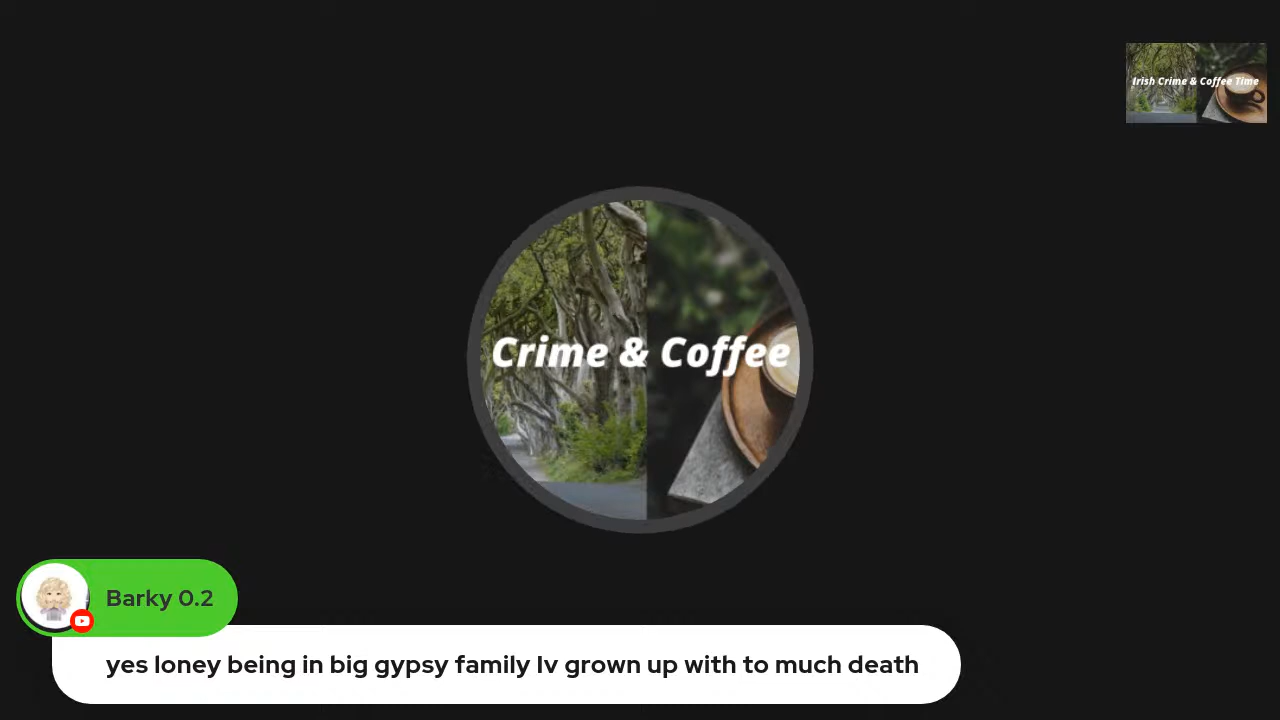 Irish Crime & Coffee Time
Crime & Coffee
Barky 0.2
yes loney being in big gypsy family Iv grown up with to much death